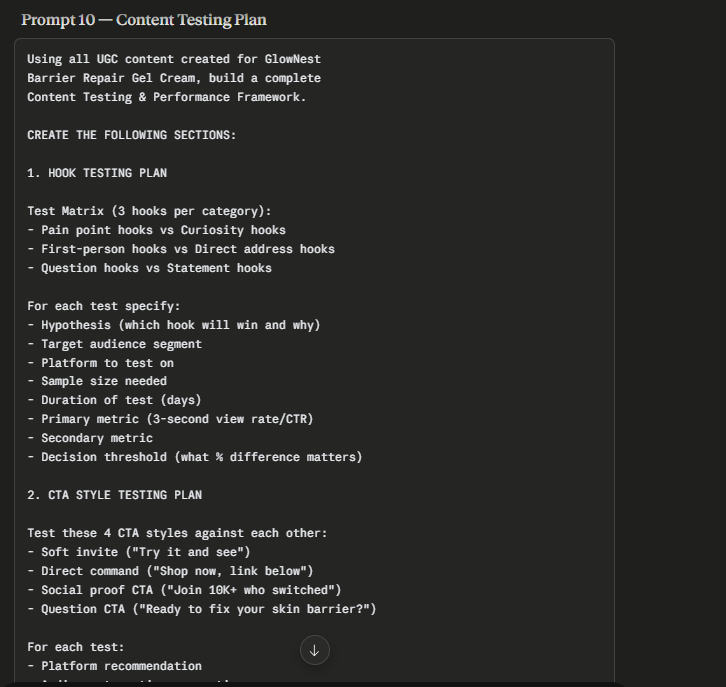 Prompt 10 — Content Testing Plan
Using all UGC content created for GlowNest
Barrier Repair Gel Cream, build a complete
Content Testing & Performance Framework.
CREATE THE FOLLOWING SECTIONS:
1. HOOK TESTING PLAN
Test Matrix (3 hooks per category):
- Pain point hooks vs Curiosity hooks
- First-person hooks vs Direct address hooks
- Question hooks vs Statement hooks
For each test specify:
- Hypothesis (which hook will win and why)
- Target audience segment
- Platform to test on
- Sample size needed
- Duration of test (days)
- Primary metric (3-second view rate/CTR)
- Secondary metric
- Decision threshold (what % difference matters)
2. CTA STYLE TESTING PLAN
Test these 4 CTA styles against each other:
- Soft invite ("Try it and see")
- Direct command ("Shop now, link below")
- Social proof CTA ("Join 10K+ who switched")
- Question CTA ("Ready to fix your skin barrier?")
For each test:
- Platform recommendation